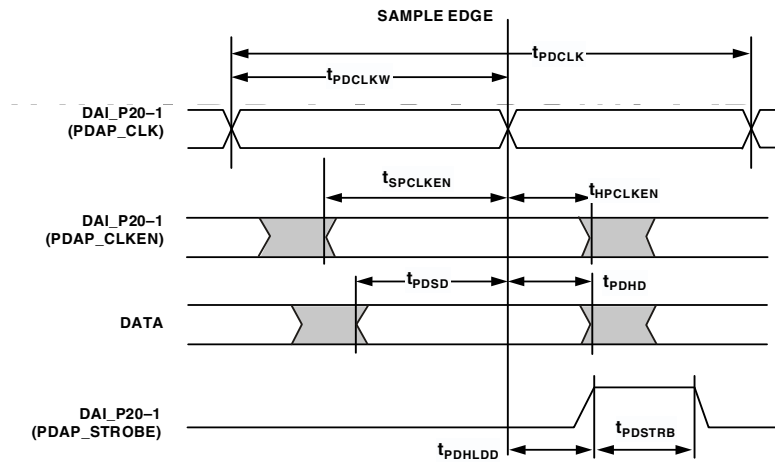 SAMPLE EDGE
tPDCLK
tPDCLKW
DAI_P20–1
(PDAP_CLK)
tSPCLKEN
tHPCLKEN
DAI_P20–1
(PDAP_CLKEN)
tPDSD
tPDHD
DATA
DAI_P20–1
(PDAP_STROBE)
tPDHLDD
tPDSTRB